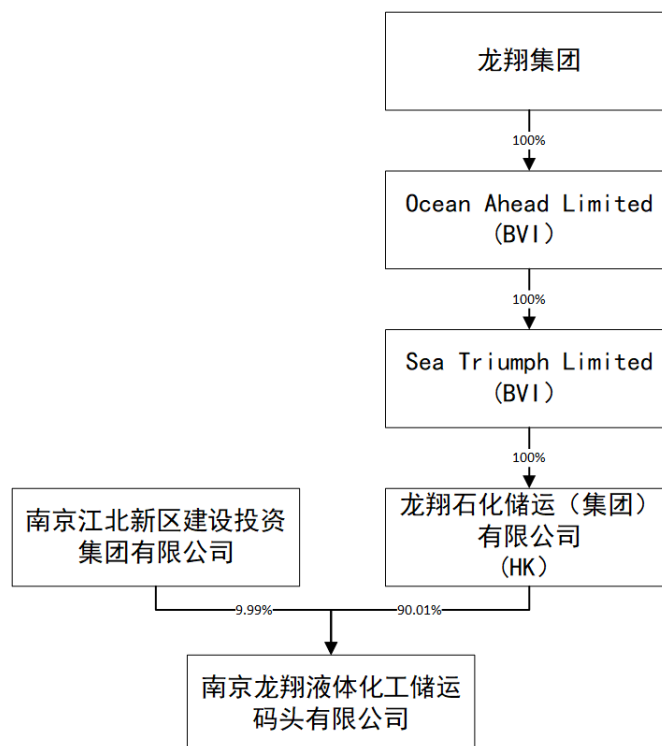 龙翔集团
100%
Ocean Ahead Limited
(BVI)
100%
Sea Triumph Limited
(BVI)
100%
南京江北新区建设投资
集团有限公司
龙翔石化储运（集团）
有限公司
(HK)
9.99%
90.01%
南京龙翔液体化工储运
码头有限公司